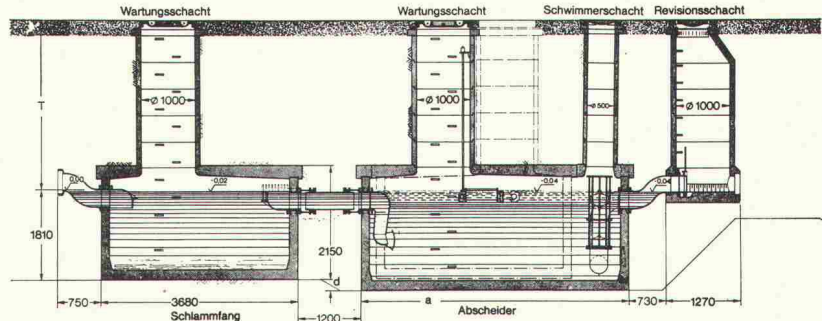 Wartungsschacht Wartungsschacht Schwimmerschacht Revisionsschacht
T
Ø 1000 Ø 1000 Ø 500 Ø 1000
0,00 -0,02 -0,04 -0,04
1810 2150
d
750 3680 1200 a 730 1270
Schlammfang Abscheider